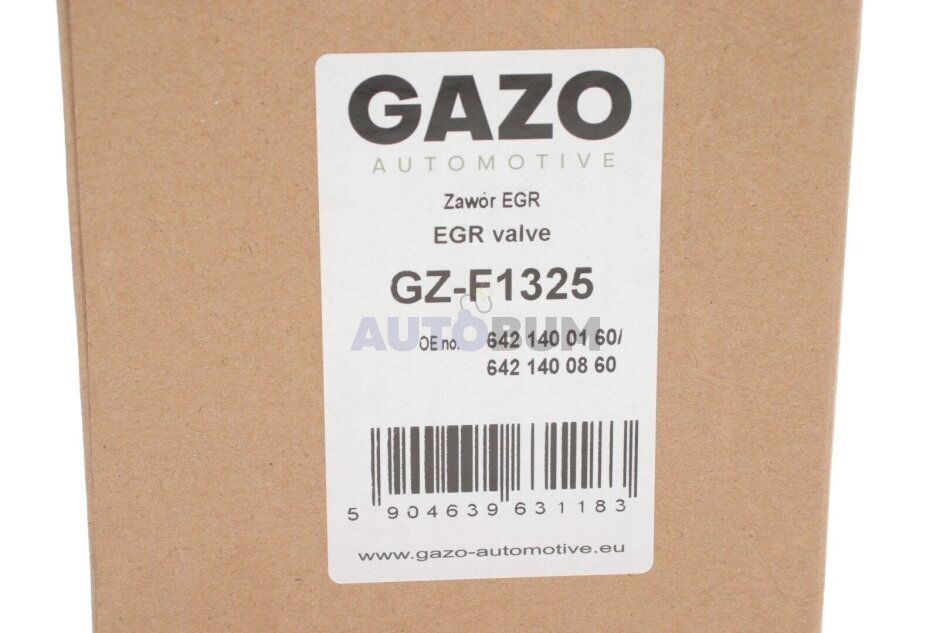 GAZO
AUTOMOTIVE
Zawór EGR
EGR valve
GZ-F1325
AUTOBUM
OE no. 642 140 01 60/
642 140 08 60
5 904639 631183
www.gazo-automotive.eu